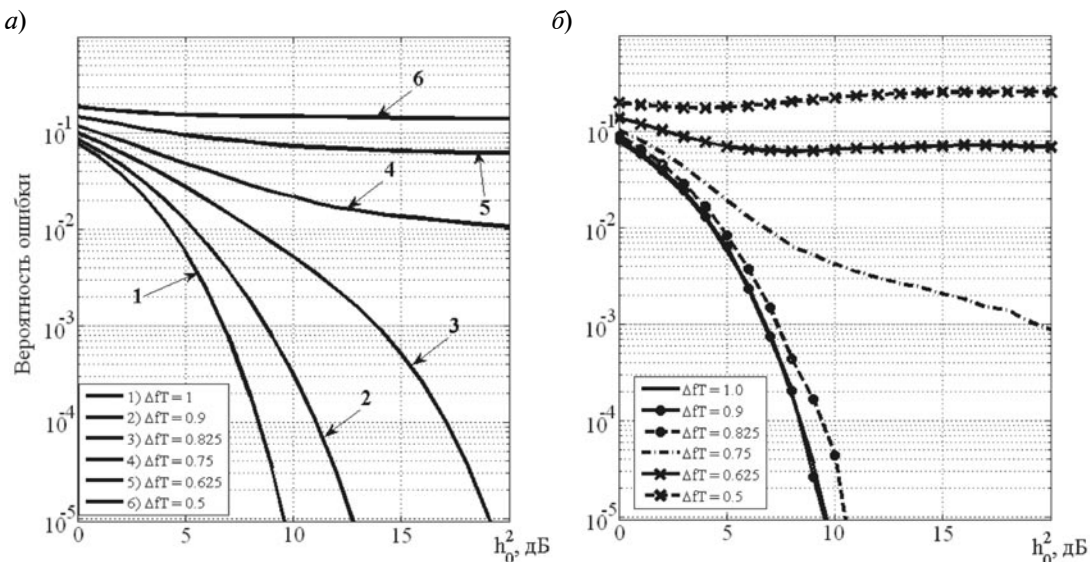 а)
Вероятность ошибки
10⁻¹
10⁻²
10⁻³
10⁻⁴
10⁻⁵
0
5
10
15
2
h₀², дБ
1
2
3
4
5
6
1) ΔfT = 1
2) ΔfT = 0.9
3) ΔfT = 0.825
4) ΔfT = 0.75
5) ΔfT = 0.625
6) ΔfT = 0.5
б)
10⁻¹
10⁻²
10⁻³
10⁻⁴
10⁻⁵
0
5
10
15
2
h₀², дБ
ΔfT = 1.0
ΔfT = 0.9
ΔfT = 0.825
ΔfT = 0.75
ΔfT = 0.625
ΔfT = 0.5